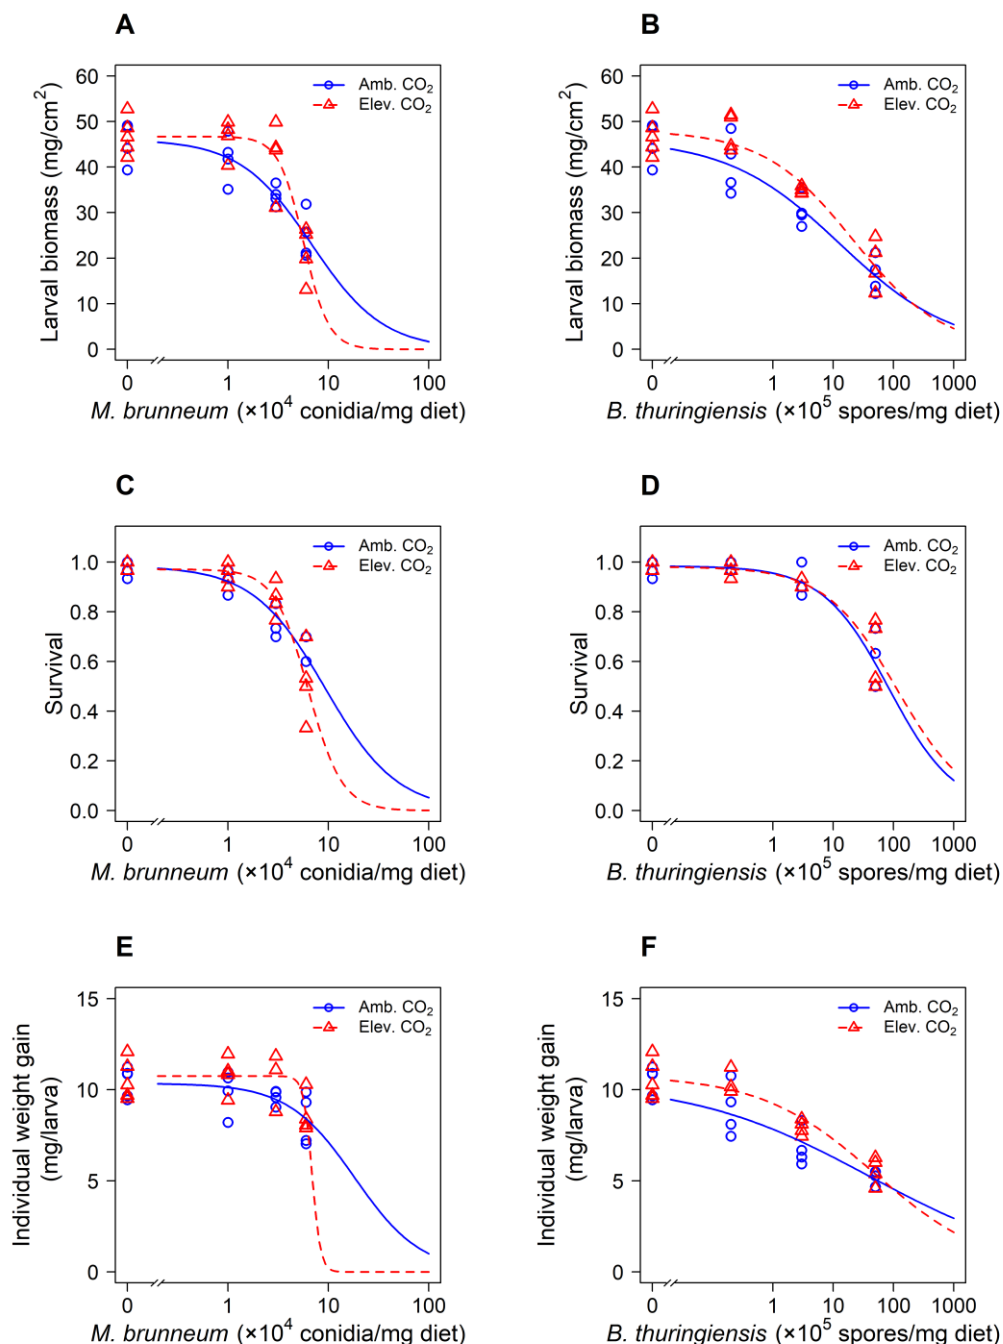 A
Larval biomass (mg/cm²)
60
50
40
30
20
10
0
Amb. CO₂
Elev. CO₂
0 1 10 100
M. brunneum (×10⁴ conidia/mg diet)
B
Larval biomass (mg/cm²)
60
50
40
30
20
10
0
Amb. CO₂
Elev. CO₂
0 1 10 100 1000
B. thuringiensis (×10⁵ spores/mg diet)
C
Survival
1.0
0.8
0.6
0.4
0.2
0.0
Amb. CO₂
Elev. CO₂
0 1 10 100
M. brunneum (×10⁴ conidia/mg diet)
D
Survival
1.0
0.8
0.6
0.4
0.2
0.0
Amb. CO₂
Elev. CO₂
0 1 10 100 1000
B. thuringiensis (×10⁵ spores/mg diet)
E
Individual weight gain
(mg/larva)
15
10
5
0
Amb. CO₂
Elev. CO₂
0 1 10 100
M. brunneum (×10⁴ conidia/mg diet)
F
Individual weight gain
(mg/larva)
15
10
5
0
Amb. CO₂
Elev. CO₂
0 1 10 100 1000
B. thuringiensis (×10⁵ spores/mg diet)